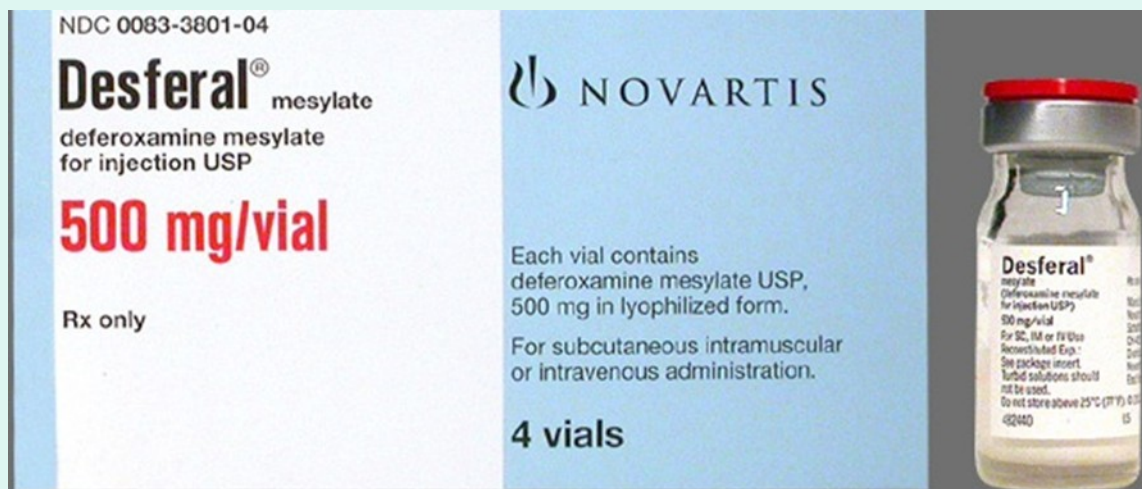 NDC 0083-3801-04
Desferal® mesylate
deferoxamine mesylate
for injection USP
500 mg/vial
Rx only
NOVARTIS
Each vial contains
deferoxamine mesylate USP,
500 mg in lyophilized form.
For subcutaneous intramuscular
or intravenous administration.
4 vials
Desferal®
mesylate
(deferoxamine mesylate
for injection USP)
500 mg/vial
For SC, IM or IV Use
Reconstituted Exp.:
See package insert.
Turbid solutions should
not be used.
Do not store above 25°C (77°F)